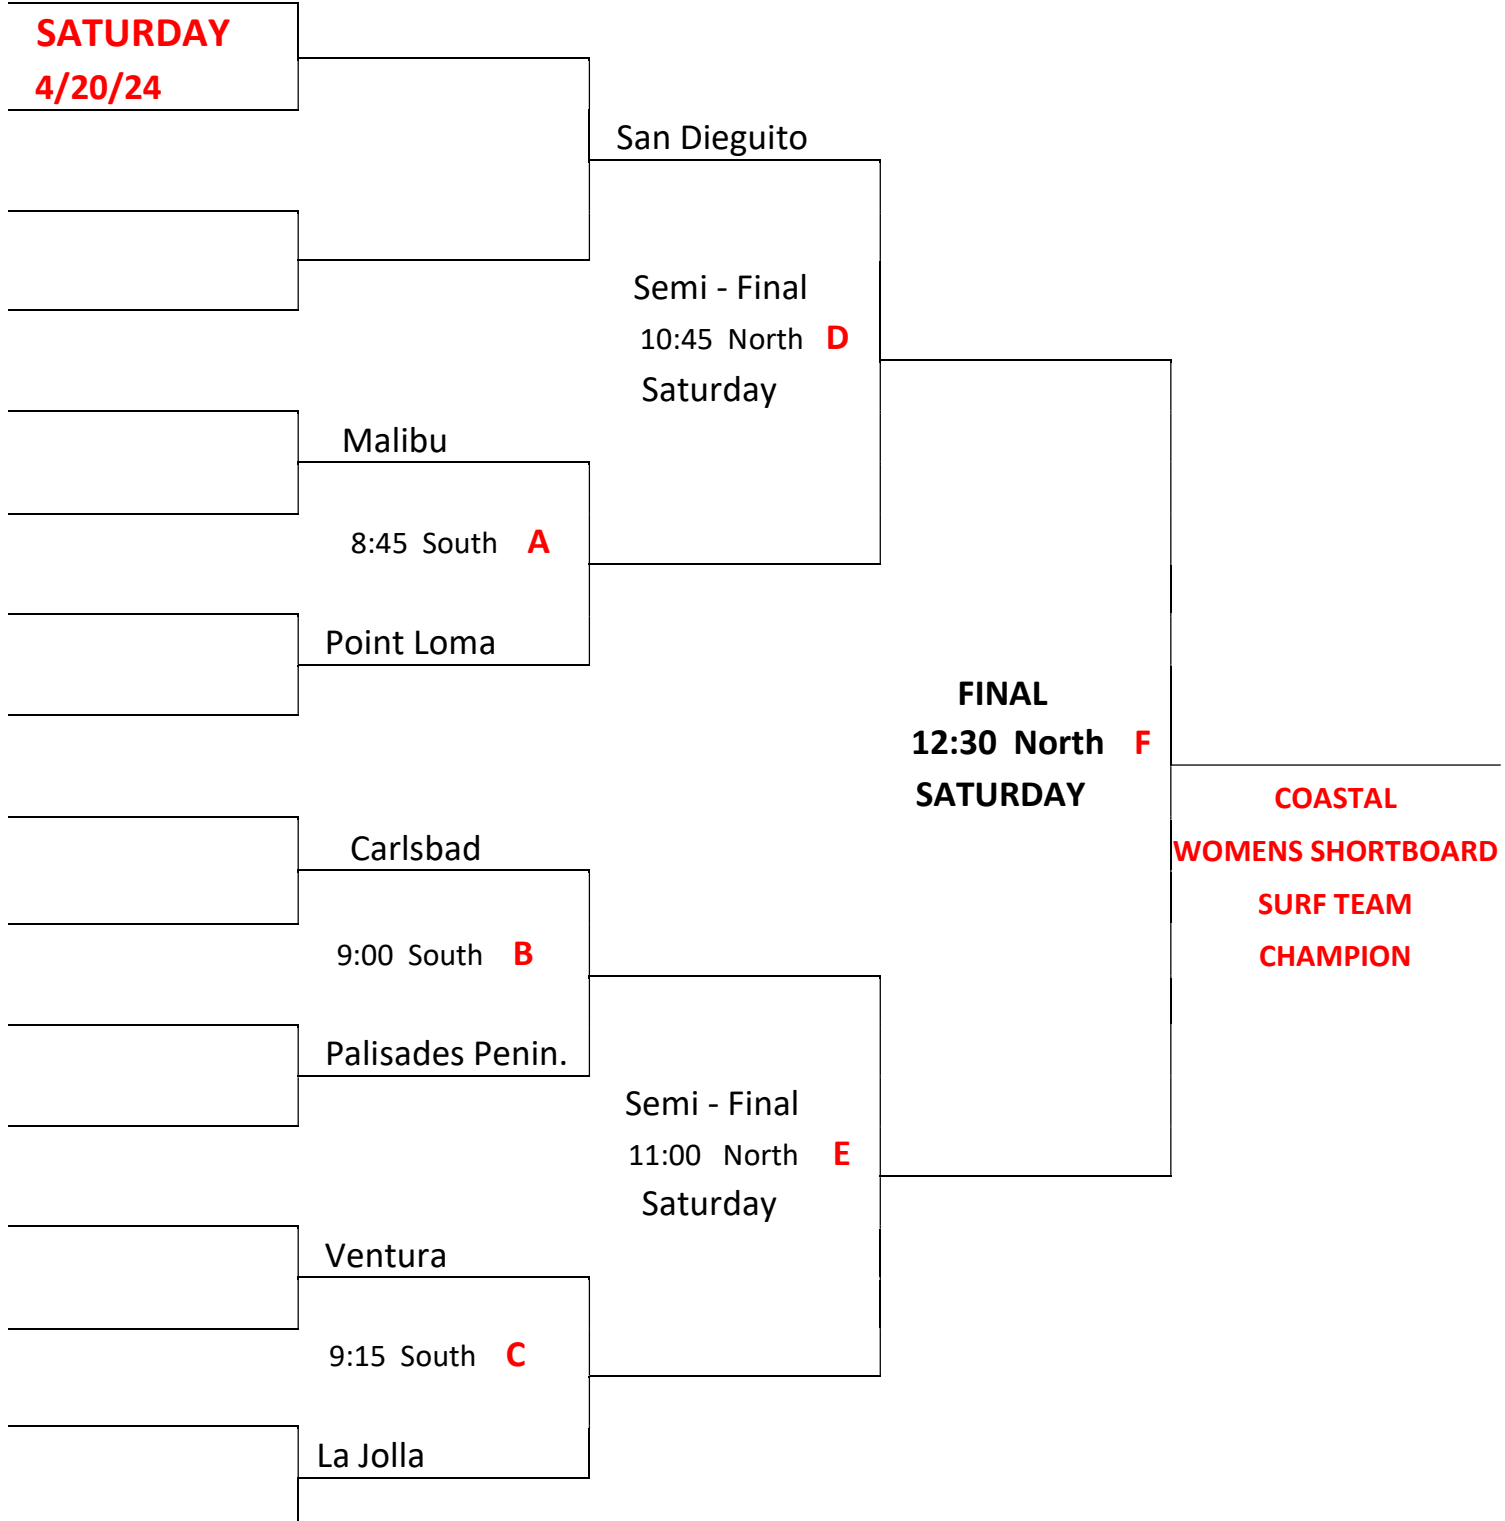 SATURDAY
4/20/24
San Dieguito
Semi - Final
10:45 North D
Saturday
Malibu
8:45 South A
Point Loma
FINAL
12:30 North F
SATURDAY
COASTAL
WOMENS SHORTBOARD
SURF TEAM
CHAMPION
Carlsbad
9:00 South B
Palisades Penin.
Semi - Final
11:00 North E
Saturday
Ventura
9:15 South C
La Jolla